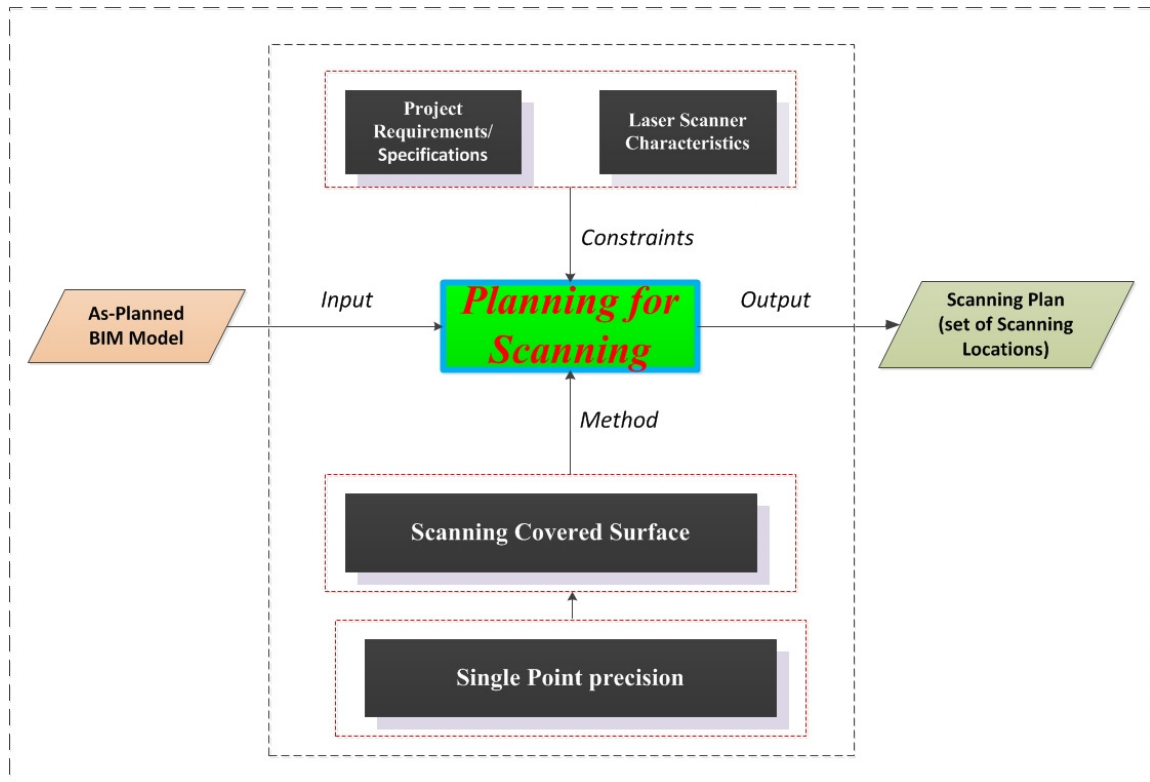 Project
Requirements/
Specifications
Laser Scanner
Characteristics
Constraints
As-Planned
BIM Model
Input
Planning for
Scanning
Output
Scanning Plan
(set of Scanning
Locations)
Method
Scanning Covered Surface
Single Point precision